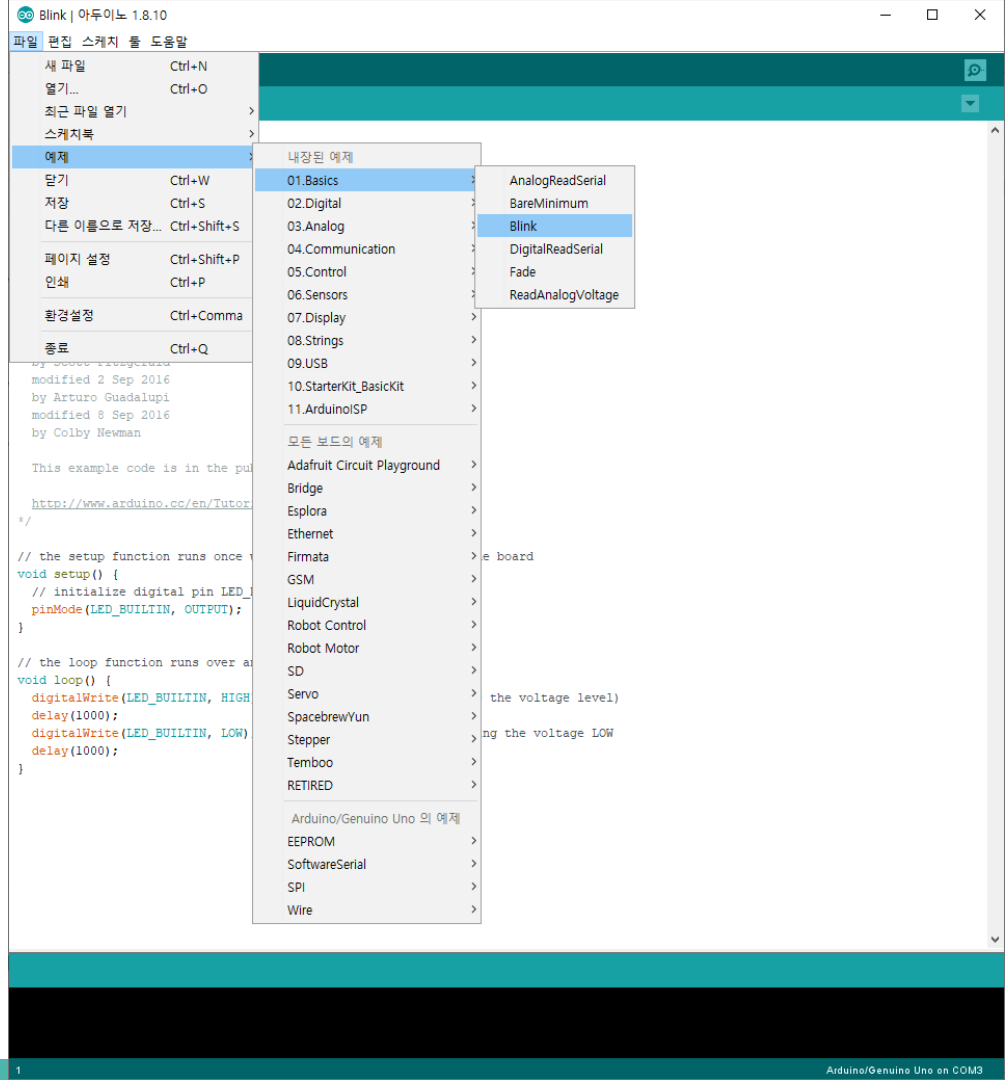 Blink | 아두이노 1.8.10
파일 편집 스케치 툴 도움말
새 파일 Ctrl+N
열기... Ctrl+O
최근 파일 열기
스케치북
예제
닫기 Ctrl+W
저장 Ctrl+S
다른 이름으로 저장... Ctrl+Shift+S
페이지 설정 Ctrl+Shift+P
인쇄 Ctrl+P
환경설정 Ctrl+Comma
종료 Ctrl+Q
내장된 예제
01.Basics
02.Digital
03.Analog
04.Communication
05.Control
06.Sensors
07.Display
08.Strings
09.USB
10.StarterKit_BasicKit
11.ArduinoISP
모든 보드의 예제
Adafruit Circuit Playground
Bridge
Esplora
Ethernet
Firmata
GSM
LiquidCrystal
Robot Control
Robot Motor
SD
Servo
SpacebrewYun
Stepper
Temboo
RETIRED
Arduino/Genuino Uno 의 예제
EEPROM
SoftwareSerial
SPI
Wire
AnalogReadSerial
BareMinimum
Blink
DigitalReadSerial
Fade
ReadAnalogVoltage
by Scott Fitzgerald
modified 2 Sep 2016
by Arturo Guadalupi
modified 8 Sep 2016
by Colby Newman
This example code is in the pu
http://www.arduino.cc/en/Tutor
*/
// the setup function runs once e board
void setup() {
// initialize digital pin LED_
pinMode(LED_BUILTIN, OUTPUT);
}
// the loop function runs over a
void loop() {
digitalWrite(LED_BUILTIN, HIGH the voltage level)
delay(1000);
digitalWrite(LED_BUILTIN, LOW) ng the voltage LOW
delay(1000);
}
1 Arduino/Genuino Uno on COM3